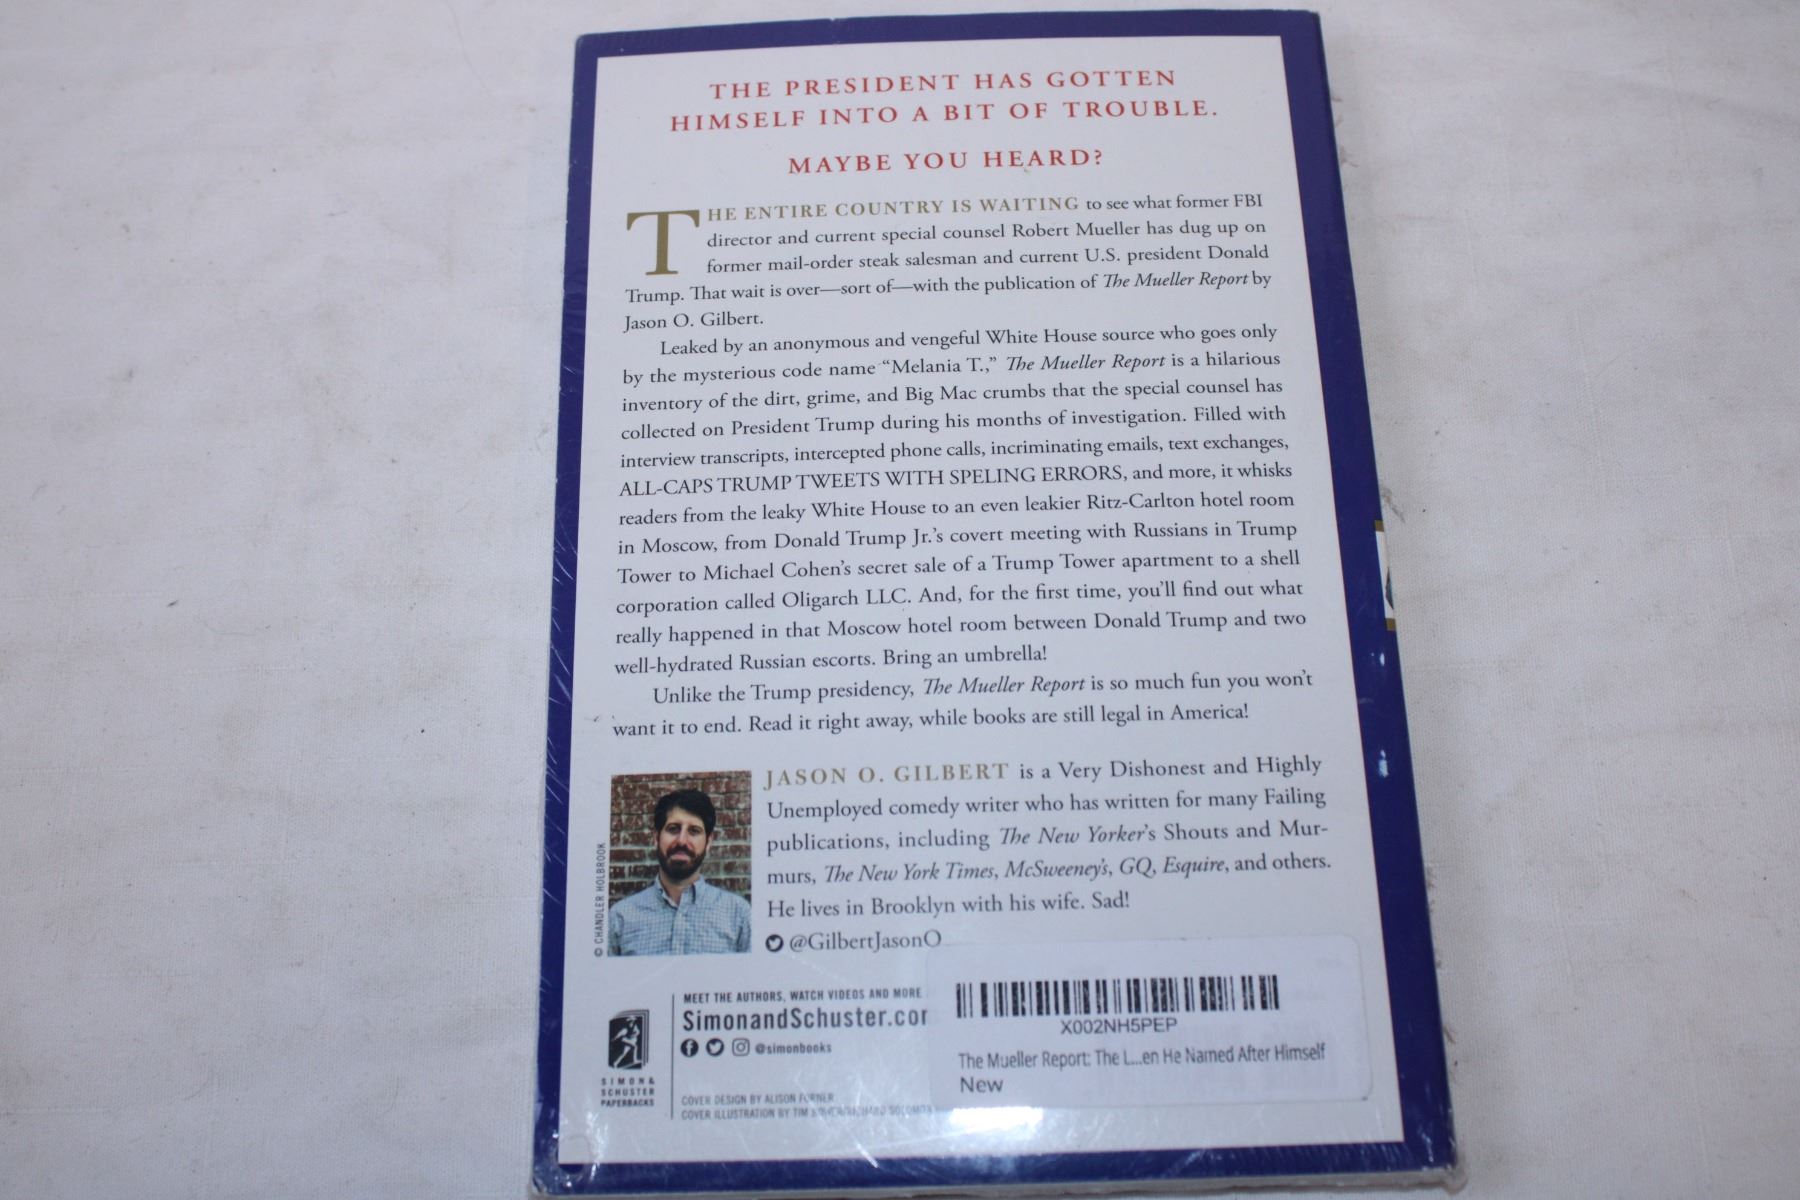 THE PRESIDENT HAS GOTTEN
HIMSELF INTO A BIT OF TROUBLE.
MAYBE YOU HEARD?
THE ENTIRE COUNTRY IS WAITING to see what former FBI
director and current special counsel Robert Mueller has dug up on
former mail-order steak salesman and current U.S. president Donald
Trump. That wait is over—sort of—with the publication of The Mueller Report by
Jason O. Gilbert.
Leaked by an anonymous and vengeful White House source who goes only
by the mysterious code name “Melania T.,” The Mueller Report is a hilarious
inventory of the dirt, grime, and Big Mac crumbs that the special counsel has
collected on President Trump during his months of investigation. Filled with
interview transcripts, intercepted phone calls, incriminating emails, text exchanges,
ALL-CAPS TRUMP TWEETS WITH SPELING ERRORS, and more, it whisks
readers from the leaky White House to an even leakier Ritz-Carlton hotel room
in Moscow, from Donald Trump Jr.’s covert meeting with Russians in Trump
Tower to Michael Cohen’s secret sale of a Trump Tower apartment to a shell
corporation called Oligarch LLC. And, for the first time, you’ll find out what
really happened in that Moscow hotel room between Donald Trump and two
well-hydrated Russian escorts. Bring an umbrella!
Unlike the Trump presidency, The Mueller Report is so much fun you won’t
want it to end. Read it right away, while books are still legal in America!
JASON O. GILBERT is a Very Dishonest and Highly
Unemployed comedy writer who has written for many Failing
publications, including The New Yorker’s Shouts and Mur-
murs, The New York Times, McSweeney’s, GQ, Esquire, and others.
He lives in Brooklyn with his wife. Sad!
@GilbertJasonO
© CHANDLER HOLBROOK
MEET THE AUTHORS, WATCH VIDEOS AND MORE
SimonandSchuster.cor
@simonbooks
SIMON &
SCHUSTER
PAPERBACKS
COVER DESIGN BY ALISON FORNER
COVER ILLUSTRATION BY TIM
X002NH5PEP
The Mueller Report: The L...en He Named After Himself
New